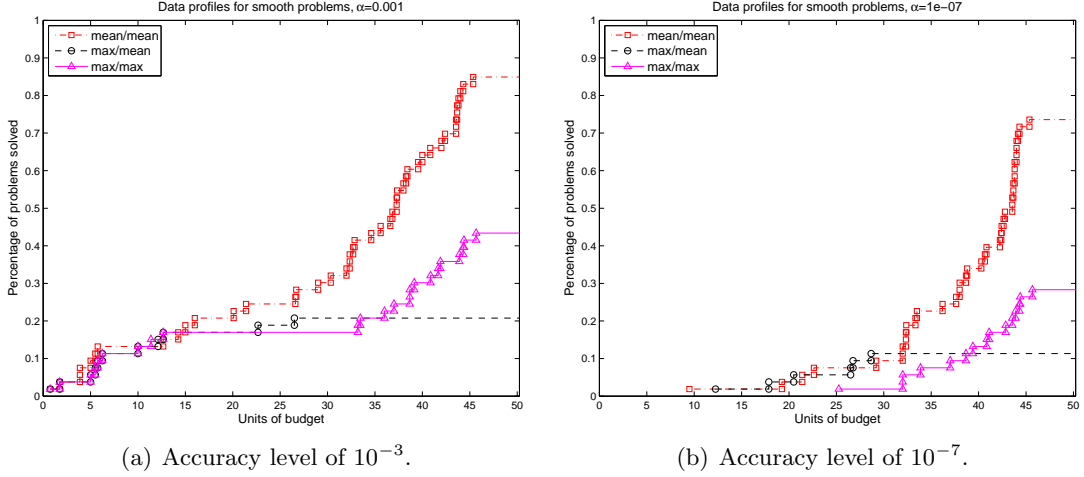 Data profiles for smooth problems, α=0.001
mean/mean
max/mean
max/max
Percentage of problems solved
1
0.9
0.8
0.7
0.6
0.5
0.4
0.3
0.2
0.1
0
0 5 10 15 20 25 30 35 40 45 50
Units of budget
(a) Accuracy level of 10⁻³.
Data profiles for smooth problems, α=1e−07
mean/mean
max/mean
max/max
Percentage of problems solved
1
0.9
0.8
0.7
0.6
0.5
0.4
0.3
0.2
0.1
0
0 5 10 15 20 25 30 35 40 45 50
Units of budget
(b) Accuracy level of 10⁻⁷.